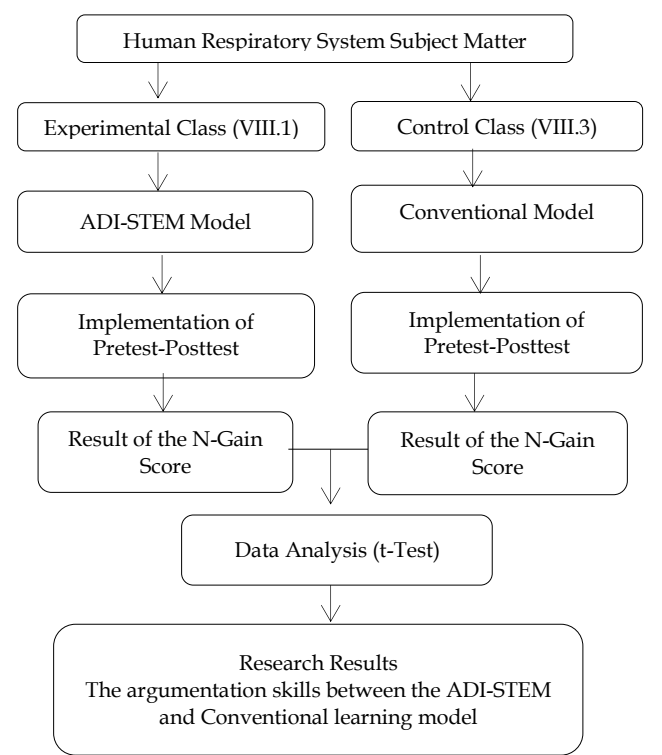 Human Respiratory System Subject Matter
Experimental Class (VIII.1)
Control Class (VIII.3)
ADI-STEM Model
Conventional Model
Implementation of
Pretest-Posttest
Implementation of
Pretest-Posttest
Result of the N-Gain
Score
Result of the N-Gain
Score
Data Analysis (t-Test)
Research Results
The argumentation skills between the ADI-STEM
and Conventional learning model